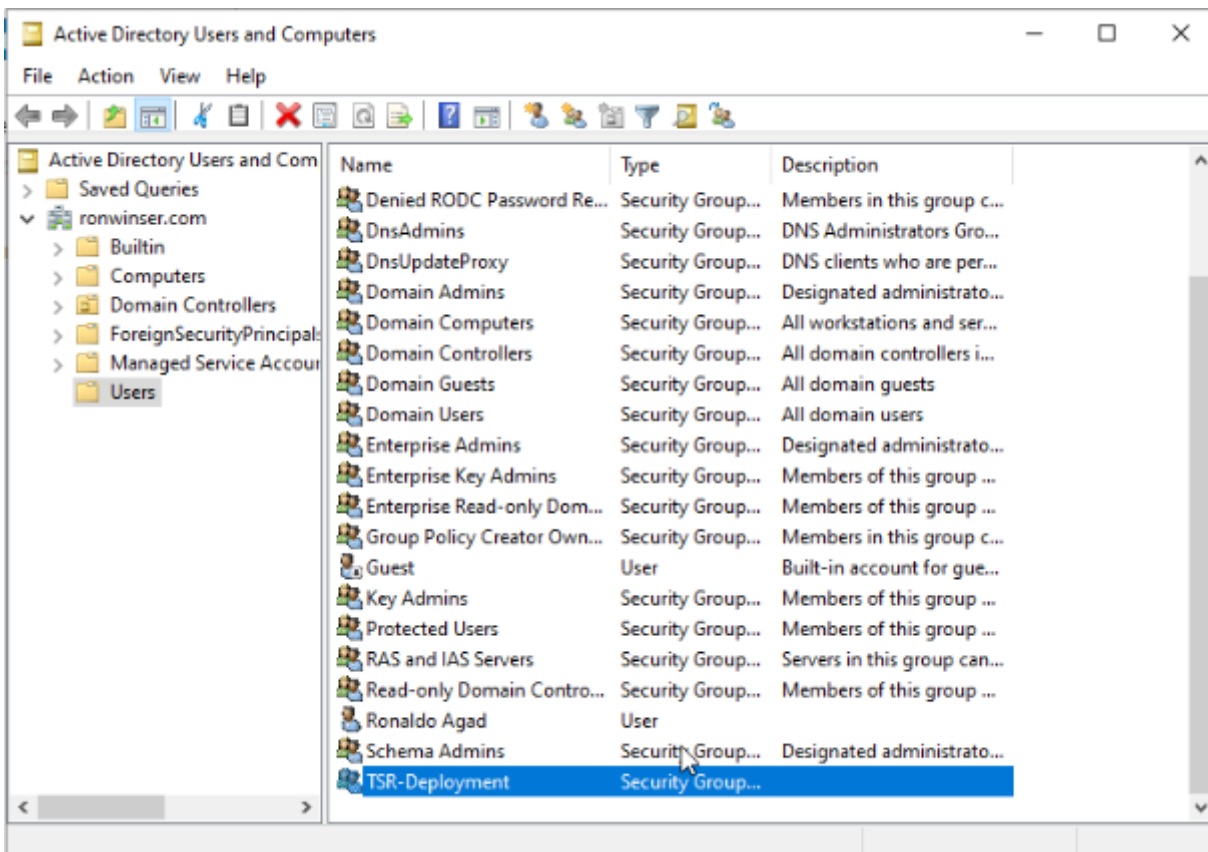 Active Directory Users and Computers
File Action View Help
Active Directory Users and Com
Saved Queries
ronwinser.com
Builtin
Computers
Domain Controllers
ForeignSecurityPrincipals
Managed Service Accour
Users
Name Type Description
Denied RODC Password Re... Security Group... Members in this group c...
DnsAdmins Security Group... DNS Administrators Gro...
DnsUpdateProxy Security Group... DNS clients who are per...
Domain Admins Security Group... Designated administrato...
Domain Computers Security Group... All workstations and ser...
Domain Controllers Security Group... All domain controllers i...
Domain Guests Security Group... All domain guests
Domain Users Security Group... All domain users
Enterprise Admins Security Group... Designated administrato...
Enterprise Key Admins Security Group... Members of this group ...
Enterprise Read-only Dom... Security Group... Members of this group ...
Group Policy Creator Own... Security Group... Members in this group c...
Guest User Built-in account for gue...
Key Admins Security Group... Members of this group ...
Protected Users Security Group... Members of this group ...
RAS and IAS Servers Security Group... Servers in this group can...
Read-only Domain Contro... Security Group... Members of this group ...
Ronaldo Agad User
Schema Admins Security Group... Designated administrato...
TSR-Deployment Security Group...